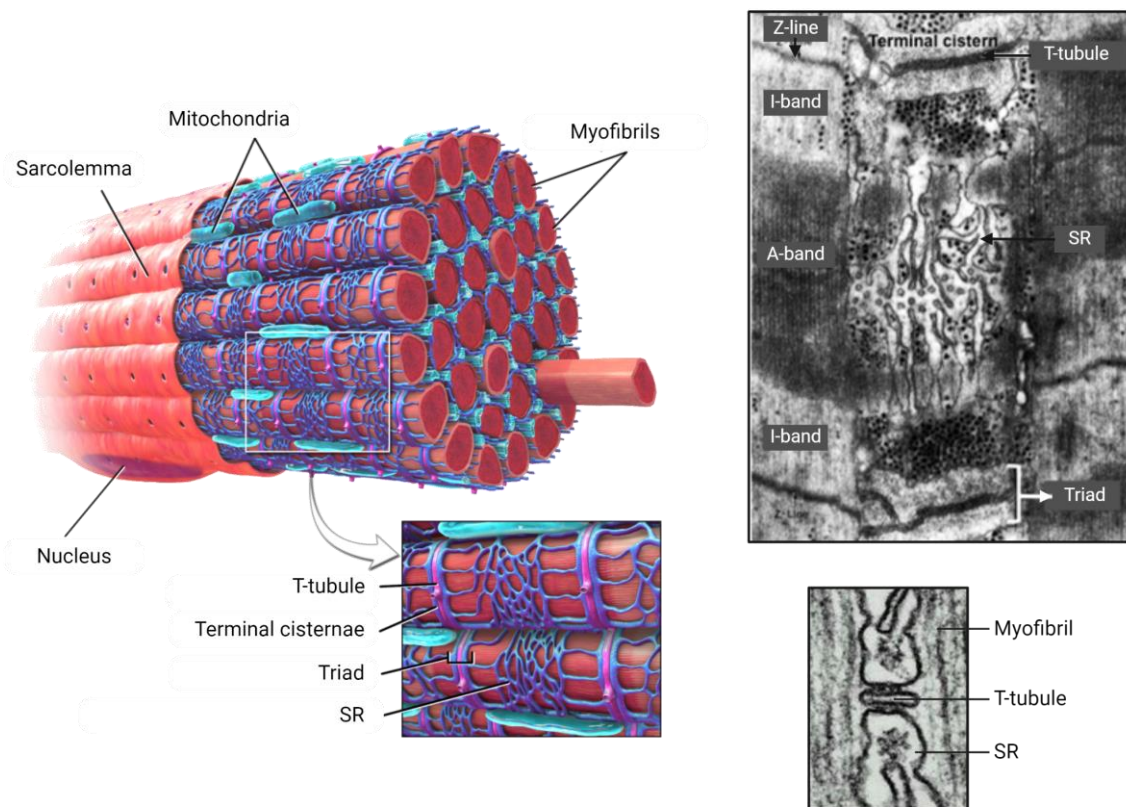 Mitochondria
Myofibrils
Sarcolemma
Nucleus
T-tubule
Terminal cisternae
Triad
SR
Z-line
Terminal cistern
T-tubule
I-band
A-band
SR
I-band
Z-Line
Triad
Myofibril
T-tubule
SR